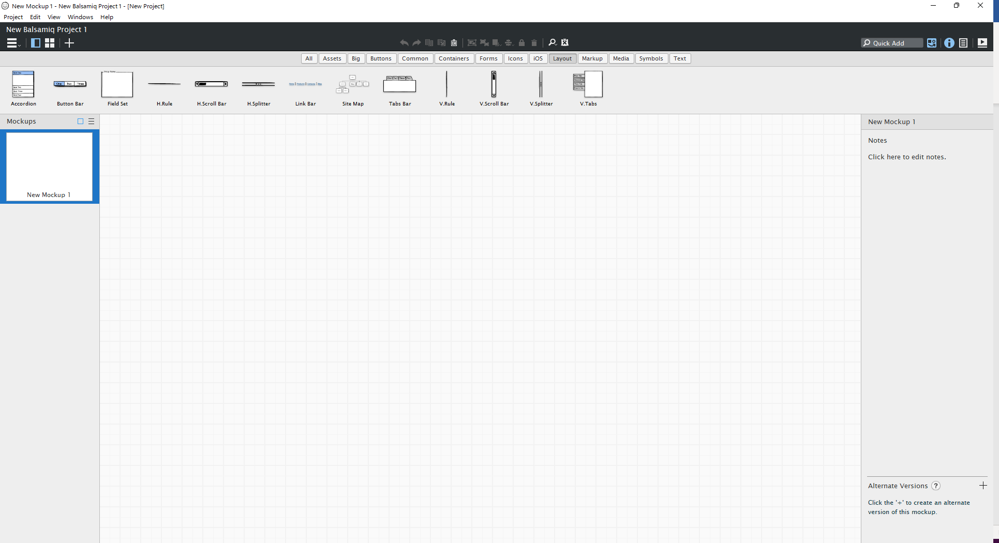 New Mockup 1 - New Balsamiq Project 1 - [New Project]
Project Edit View Windows Help
New Balsamiq Project 1
Quick Add
All Assets Big Buttons Common Containers Forms Icons iOS Layout Markup Media Symbols Text
One Two Three
Accordion Button Bar Field Set H.Rule H.Scroll Bar H.Splitter Link Bar Site Map Tabs Bar V.Rule V.Scroll Bar V.Splitter V.Tabs
Mockups
New Mockup 1
New Mockup 1
Notes
Click here to edit notes.
Alternate Versions ?
Click the '+' to create an alternate
version of this mockup.